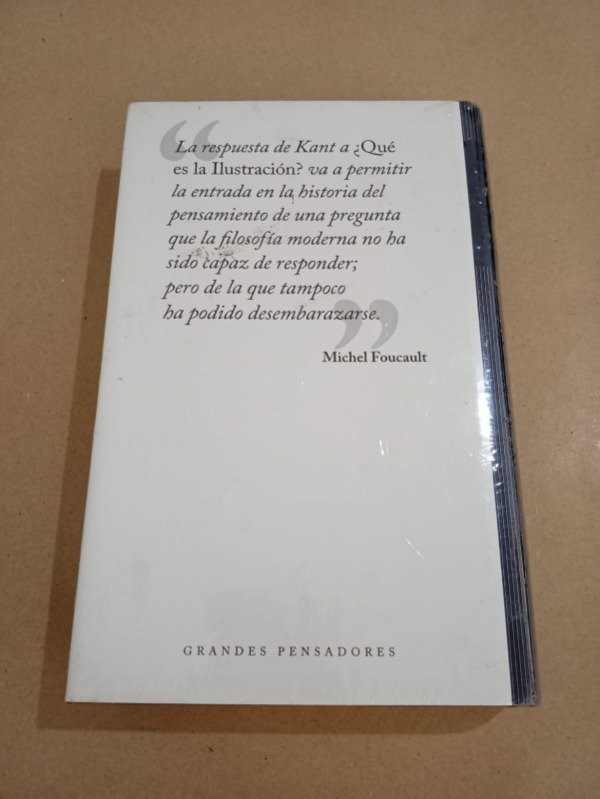 “
La respuesta de Kant a ¿Qué
es la Ilustración? va a permitir
la entrada en la historia del
pensamiento de una pregunta
que la filosofía moderna no ha
sido capaz de responder;
pero de la que tampoco
ha podido desembarazarse.
”
Michel Foucault
GRANDES PENSADORES